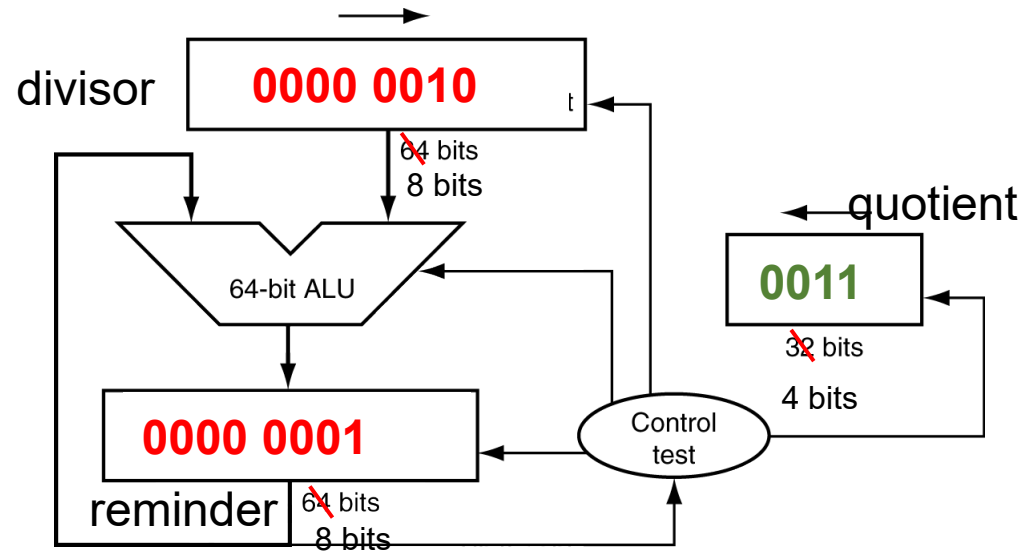 divisor
0000 0010
t
64 bits
8 bits
quotient
64-bit ALU
0011
32 bits
4 bits
0000 0001
Control
test
reminder
64 bits
8 bits